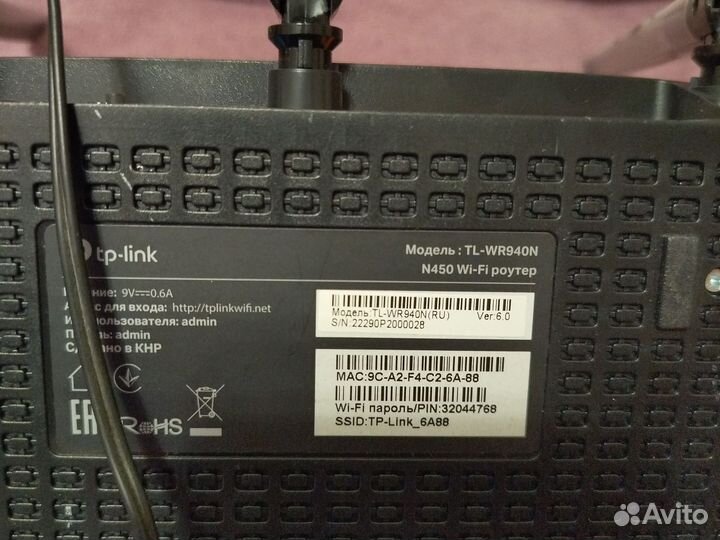 tp-link
Модель : TL-WR940N
N450 Wi-Fi роутер
9V⎓0.6A
для входа: http://tplinkwifi.net
admin
admin
в КНР
Модель:TL-WR940N(RU) Ver:6.0
S/N:22290P2000028
MAC:9C-A2-F4-C2-6A-88
Wi-Fi пароль/PIN:32044768
SSID:TP-Link_6A88
RoHS
Avito